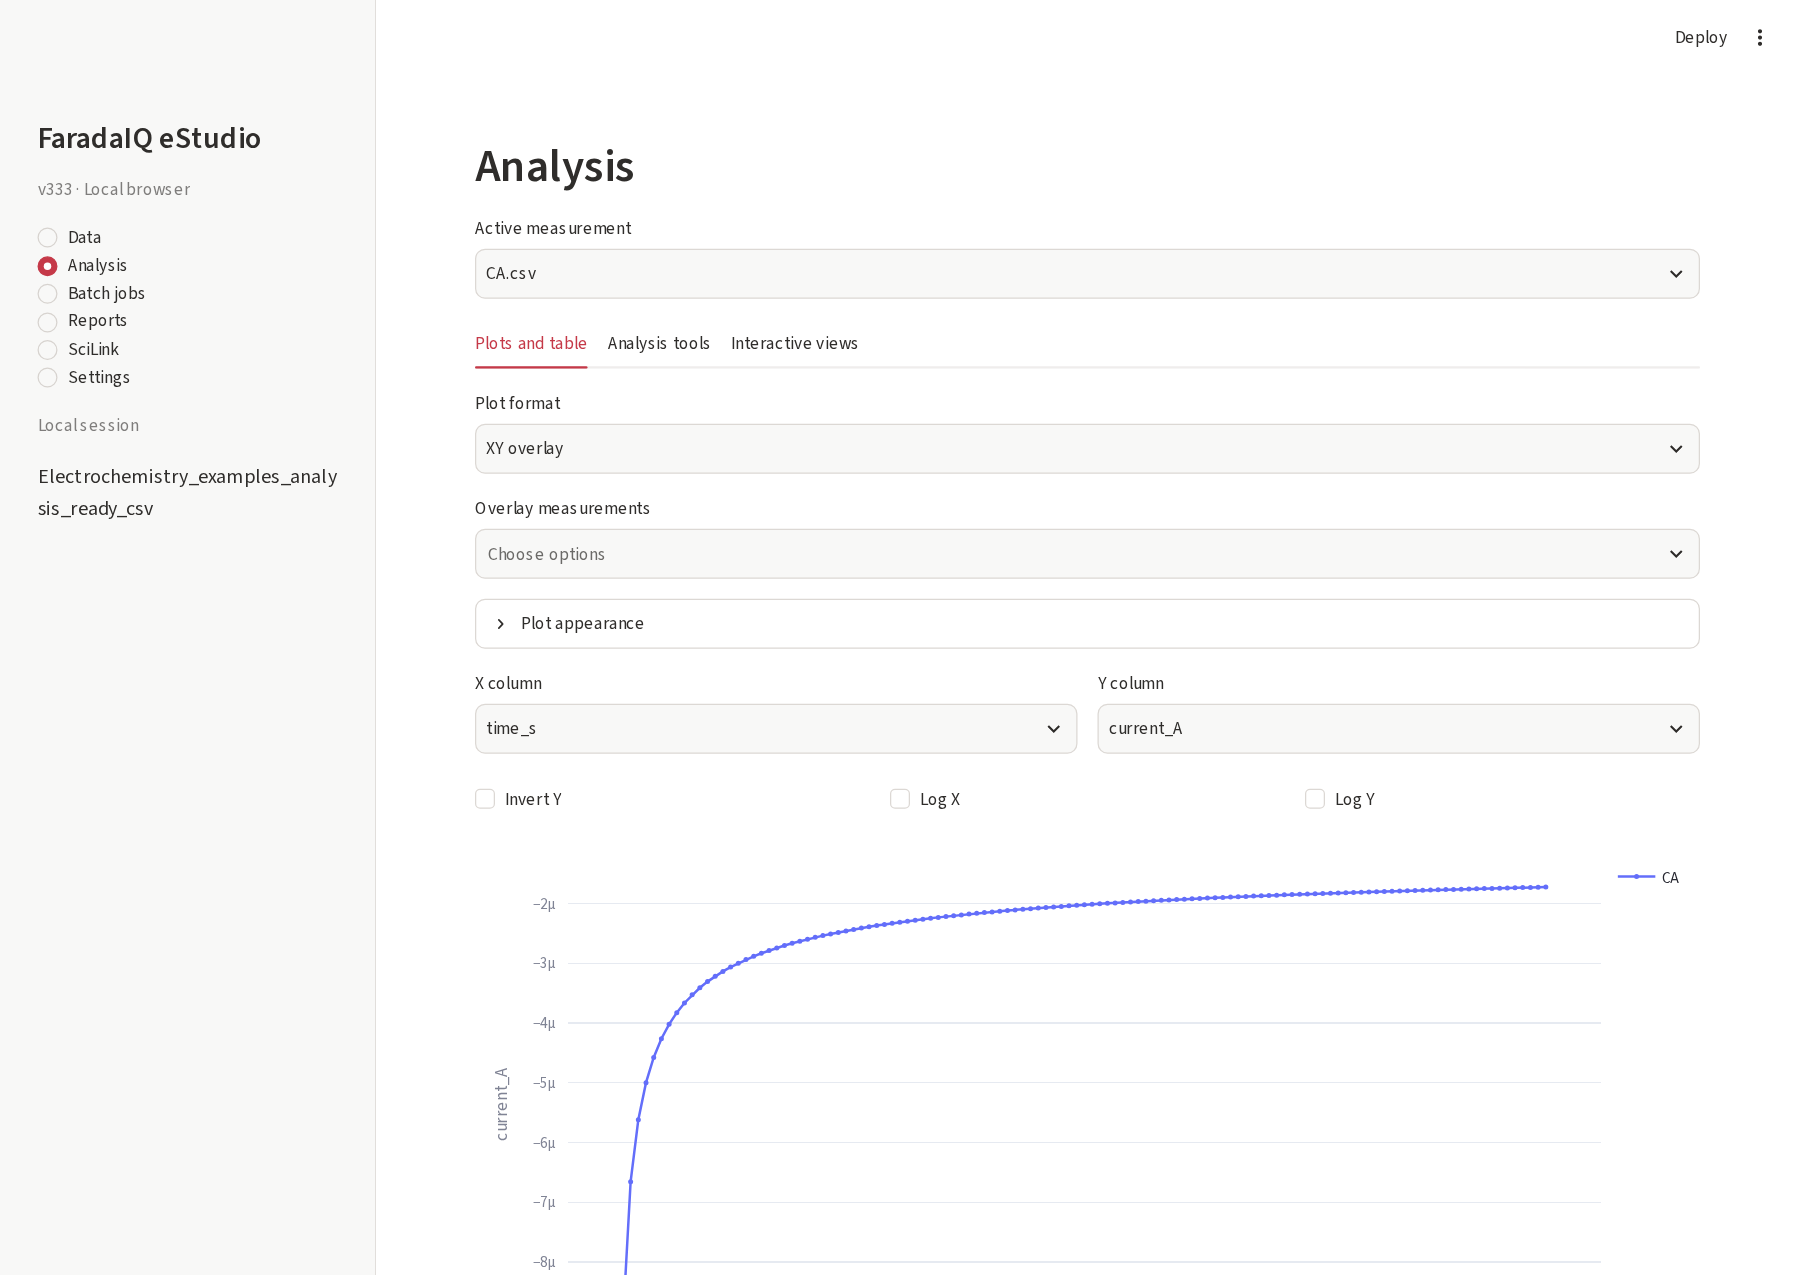 Deploy
FaradaIQ eStudio
v333 · Local browser
Data
Analysis
Batch jobs
Reports
SciLink
Settings
Local session
Electrochemistry_examples_analy
sis_ready_csv
Analysis
Active measurement
CA.csv
Plots and table
Analysis tools
Interactive views
Plot format
XY overlay
Overlay measurements
Choose options
Plot appearance
X column
Y column
time_s
current_A
Invert Y
Log X
Log Y
CA
−2μ
−3μ
−4μ
−5μ
−6μ
−7μ
−8μ
current_A